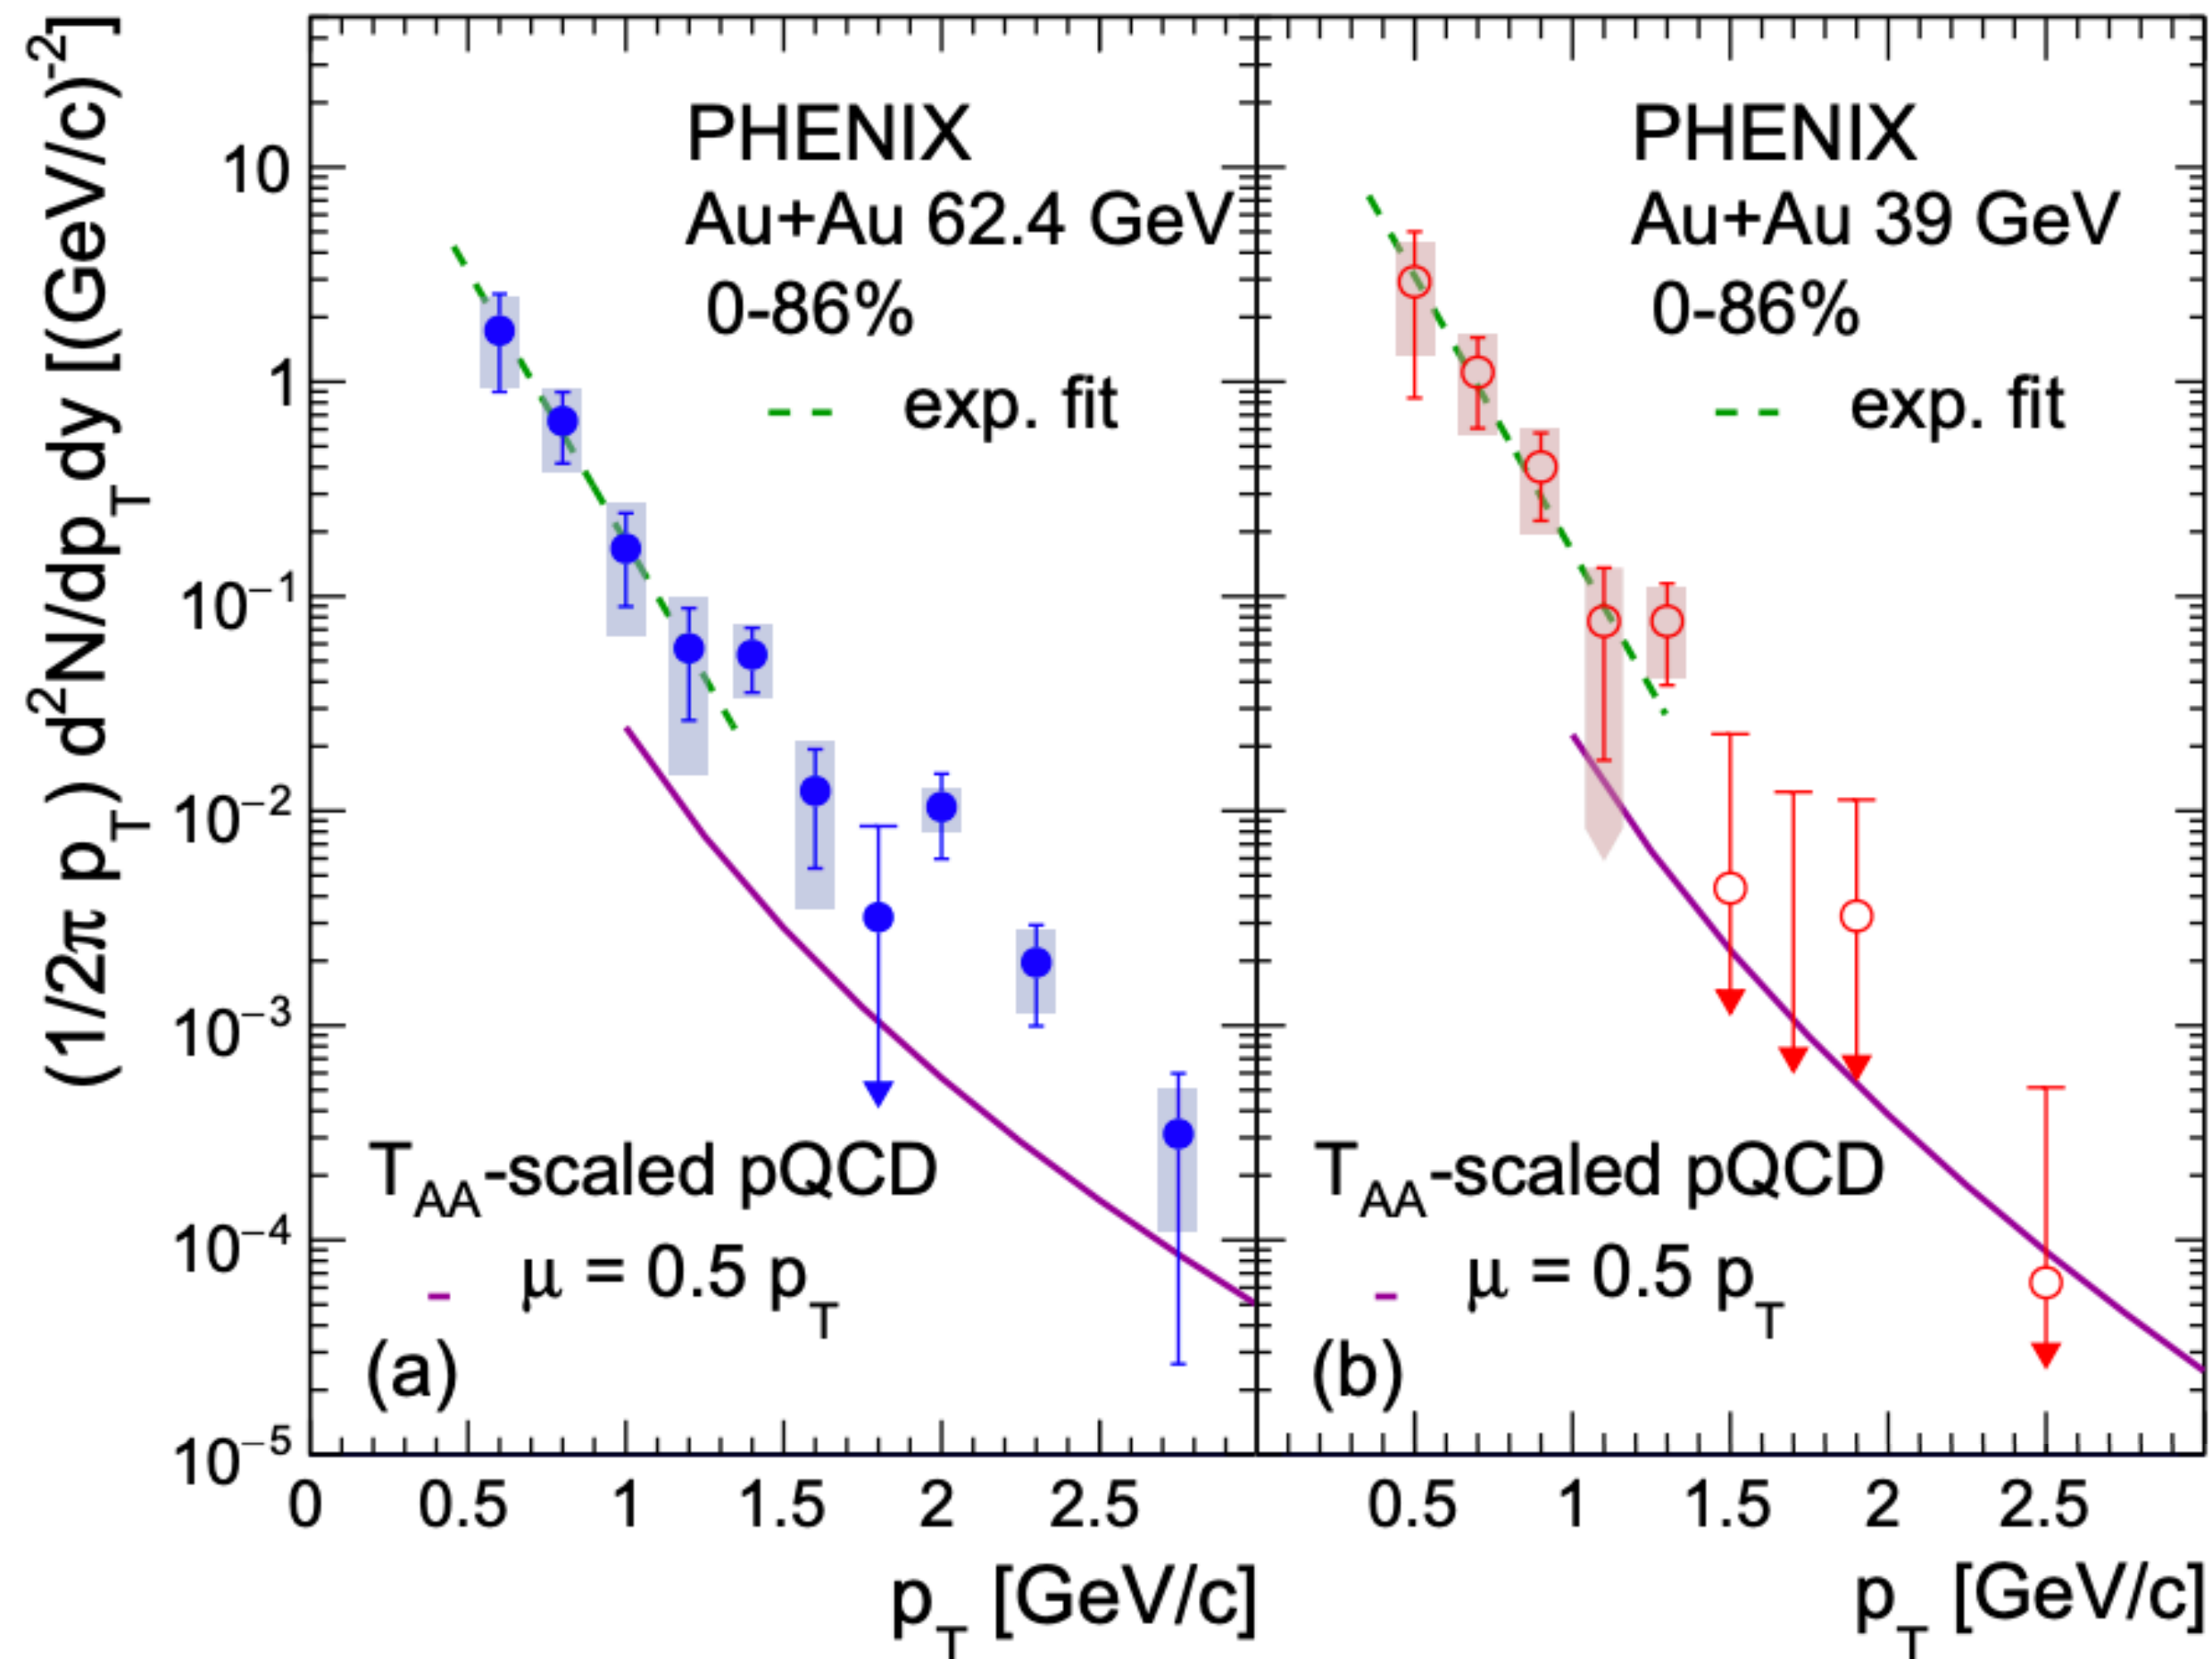 (1/2π p_T) d²N/dp_T dy [(GeV/c)⁻²]
10
1
10⁻¹
10⁻²
10⁻³
10⁻⁴
10⁻⁵
PHENIX
Au+Au 62.4 GeV
0-86%
exp. fit
T_AA-scaled pQCD
μ = 0.5 p_T
(a)
0 0.5 1 1.5 2 2.5
p_T [GeV/c]
PHENIX
Au+Au 39 GeV
0-86%
exp. fit
T_AA-scaled pQCD
μ = 0.5 p_T
(b)
0.5 1 1.5 2 2.5
p_T [GeV/c]